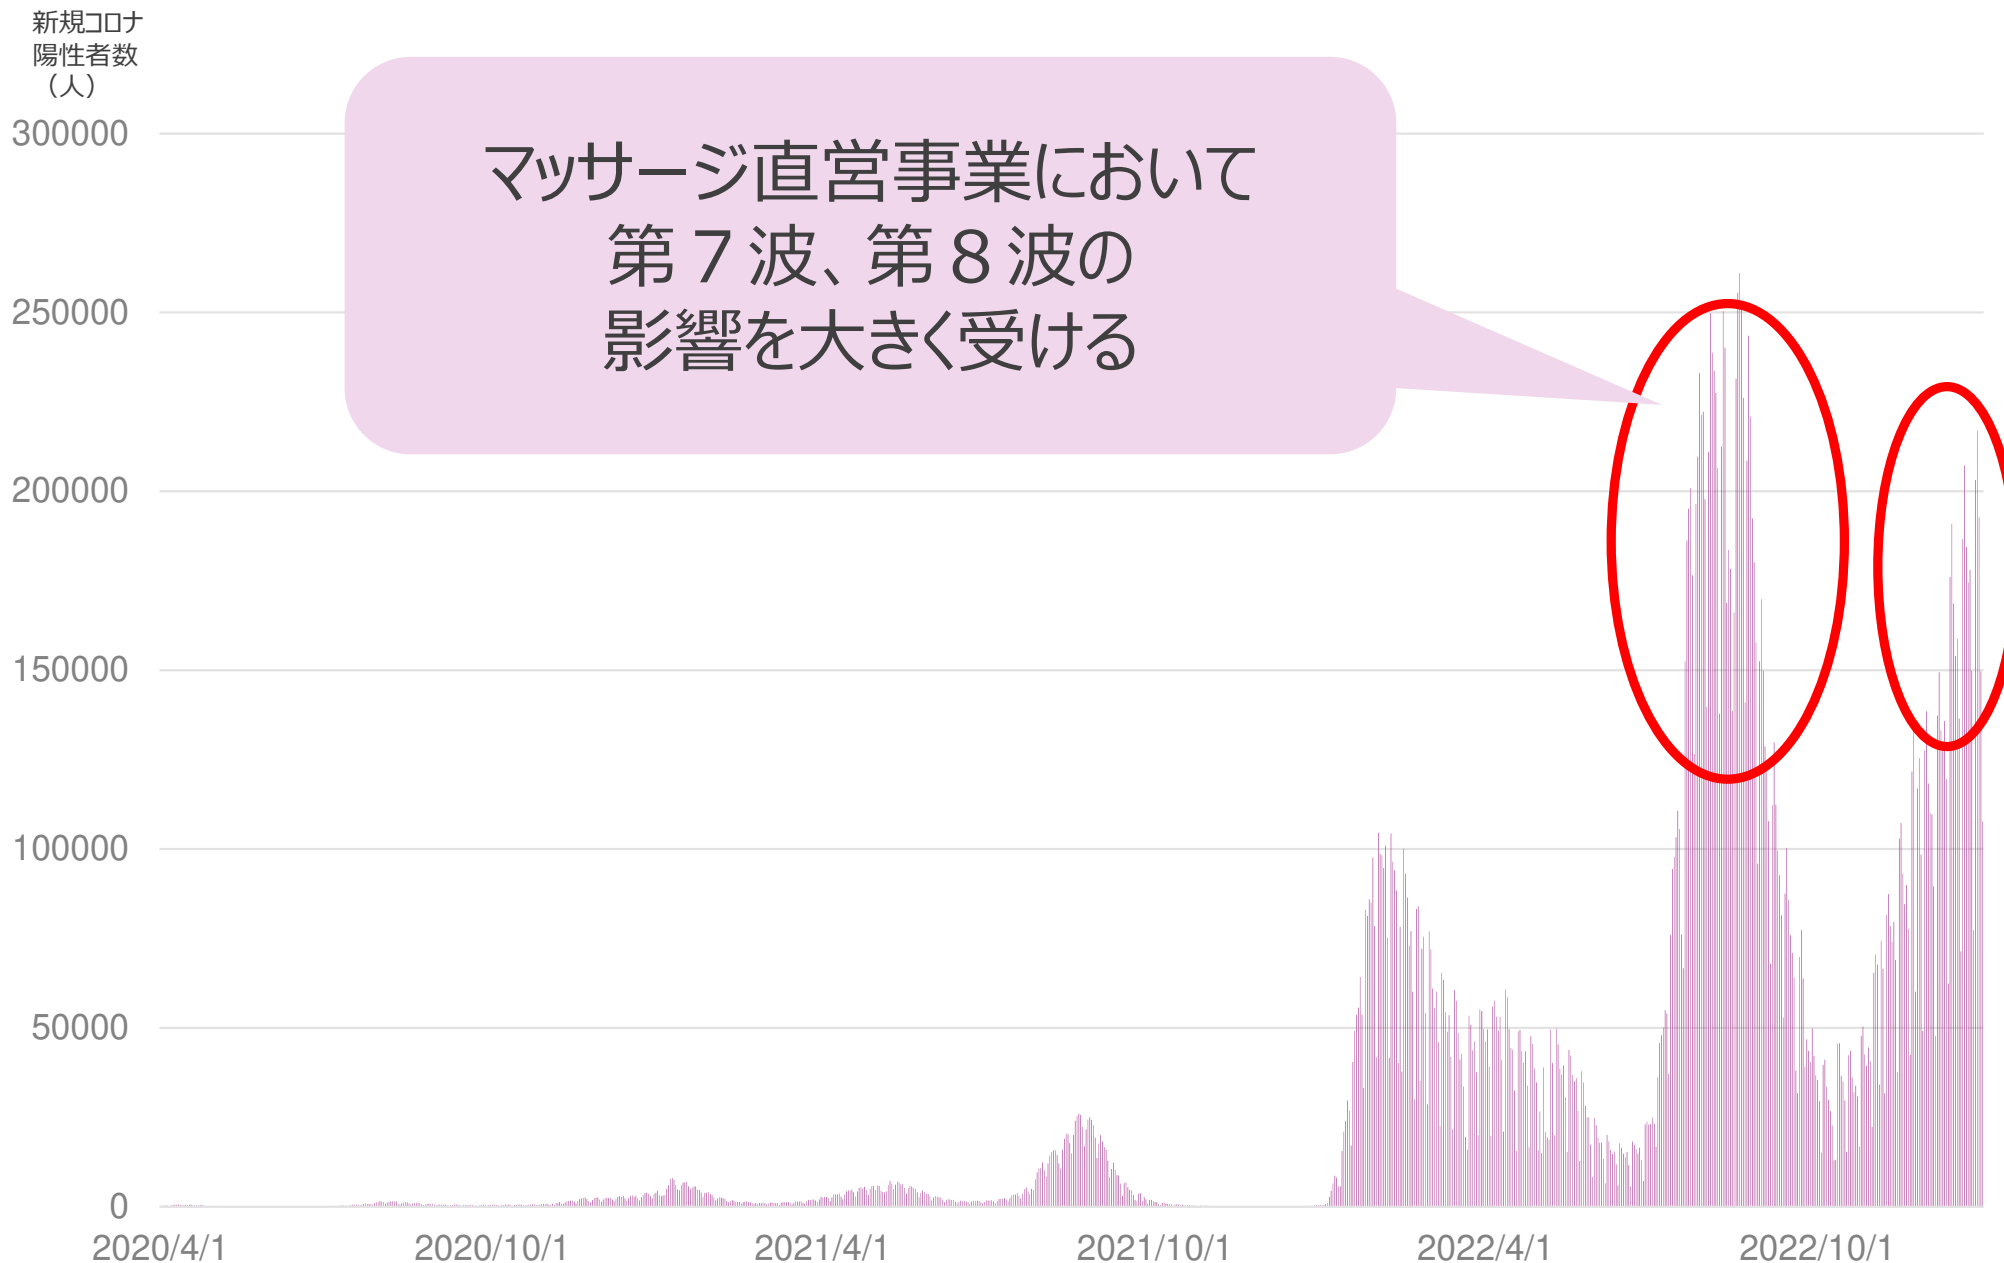 新規コロナ
陽性者数
（人）
マッサージ直営事業において
第７波、第８波の
影響を大きく受ける
300000
250000
200000
150000
100000
50000
0
2020/4/1
2020/10/1
2021/4/1
2021/10/1
2022/4/1
2022/10/1